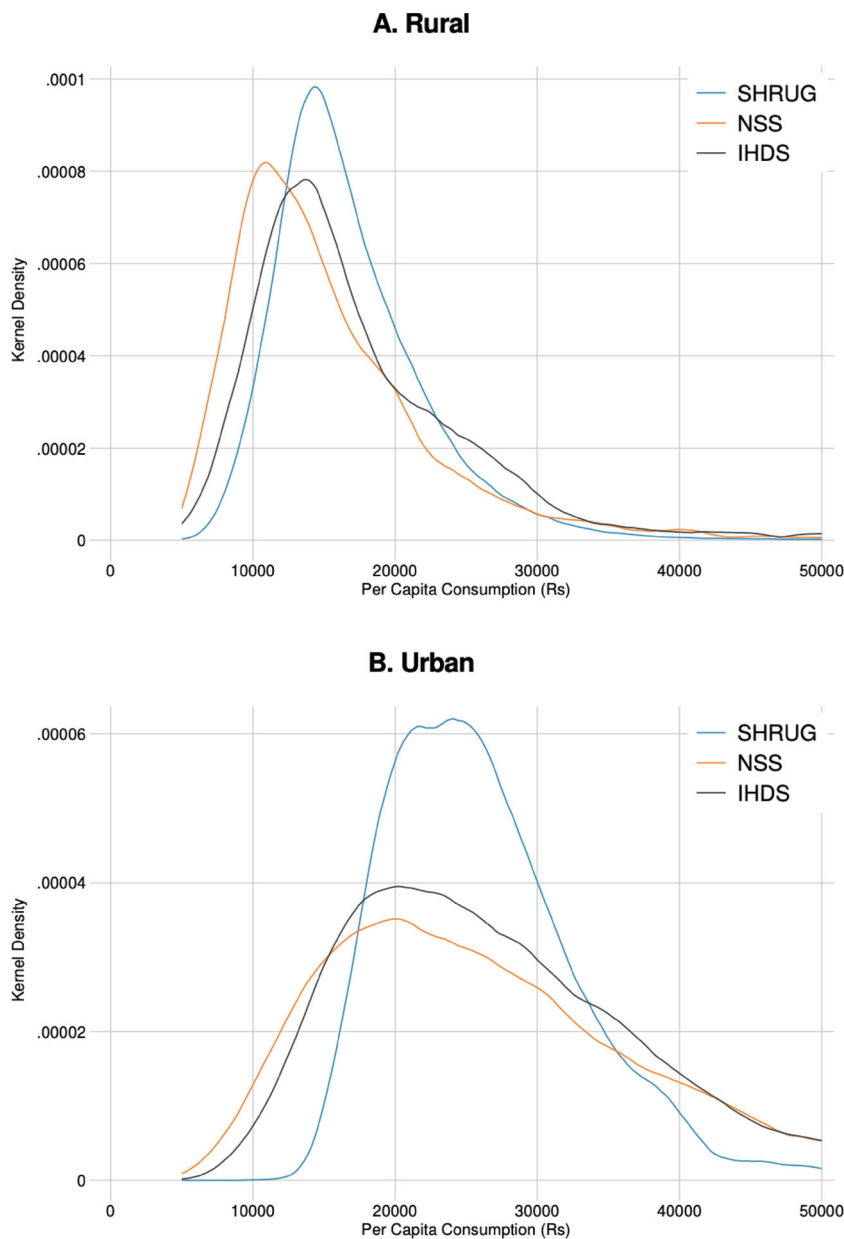 A. Rural
.0001
.00008
.00006
.00004
.00002
0
Kernel Density
SHRUG
NSS
IHDS
0 10000 20000 30000 40000 50000
Per Capita Consumption (Rs)
B. Urban
.00006
.00004
.00002
0
Kernel Density
SHRUG
NSS
IHDS
0 10000 20000 30000 40000 50000
Per Capita Consumption (Rs)